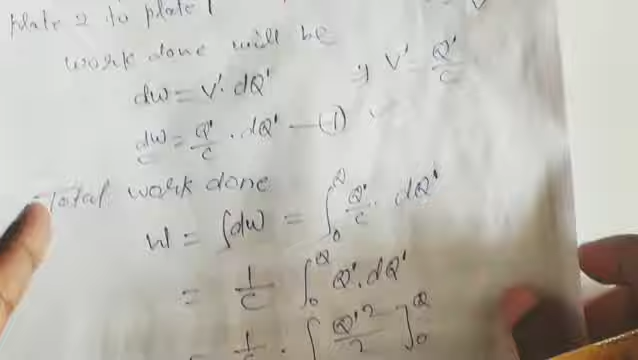 plate 2 to plate 1
work done will be
dw = V'. dQ' ⇒ V' = Q'/C
dw = Q'/C . dQ' —(1)
Total work done
W = ∫dw = ∫₀^Q Q'/C . dQ'
= 1/C ∫₀^Q Q'. dQ'
= 1/C . ∫ Q'²/2 ]₀^Q